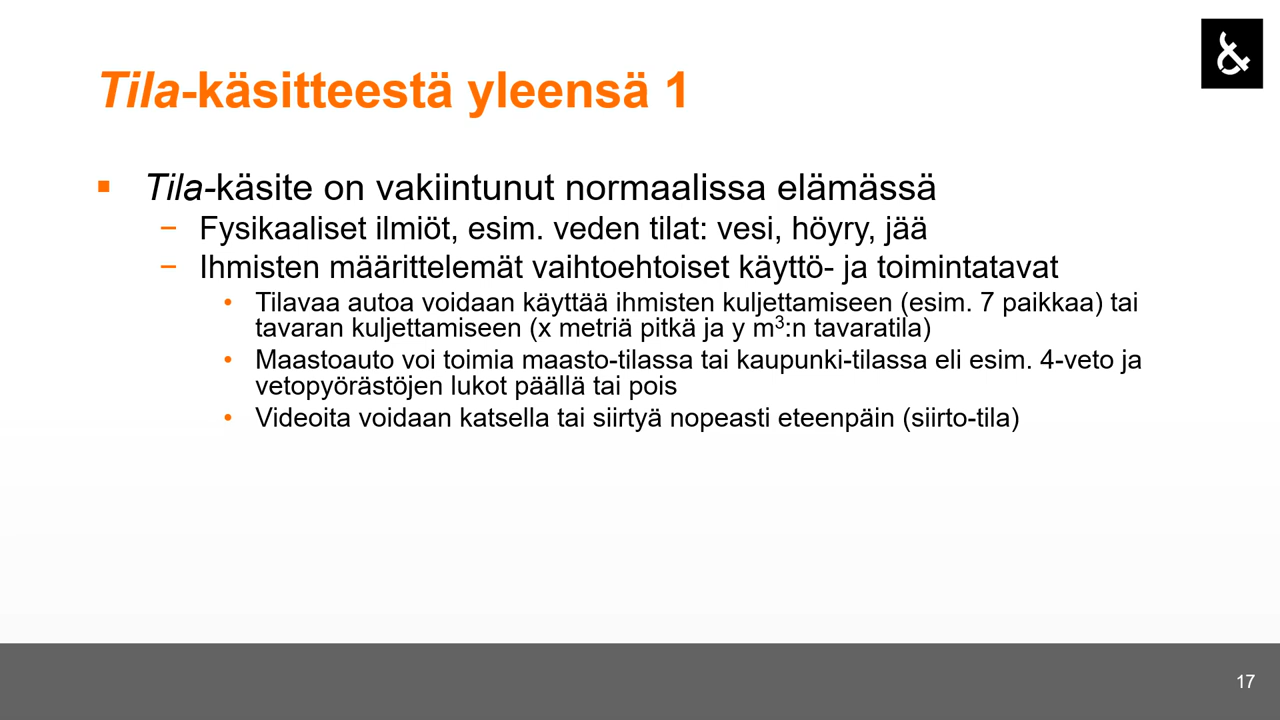 Tila-käsitteestä yleensä 1
▪ Tila-käsite on vakiintunut normaalissa elämässä
– Fysikaaliset ilmiöt, esim. veden tilat: vesi, höyry, jää
– Ihmisten määrittelemät vaihtoehtoiset käyttö- ja toimintatavat
• Tilavaa autoa voidaan käyttää ihmisten kuljettamiseen (esim. 7 paikkaa) tai
tavaran kuljettamiseen (x metriä pitkä ja y m³:n tavaratila)
• Maastoauto voi toimia maasto-tilassa tai kaupunki-tilassa eli esim. 4-veto ja
vetopyörästöjen lukot päällä tai pois
• Videoita voidaan katsella tai siirtyä nopeasti eteenpäin (siirto-tila)
&
17